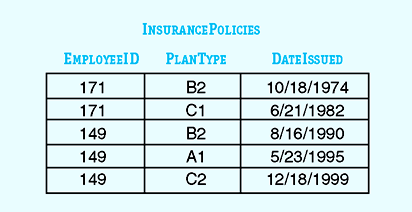 INSURANCEPOLICIES
EMPLOYEEID PLANTYPE DATEISSUED
171 B2 10/18/1974
171 C1 6/21/1982
149 B2 8/16/1990
149 A1 5/23/1995
149 C2 12/18/1999